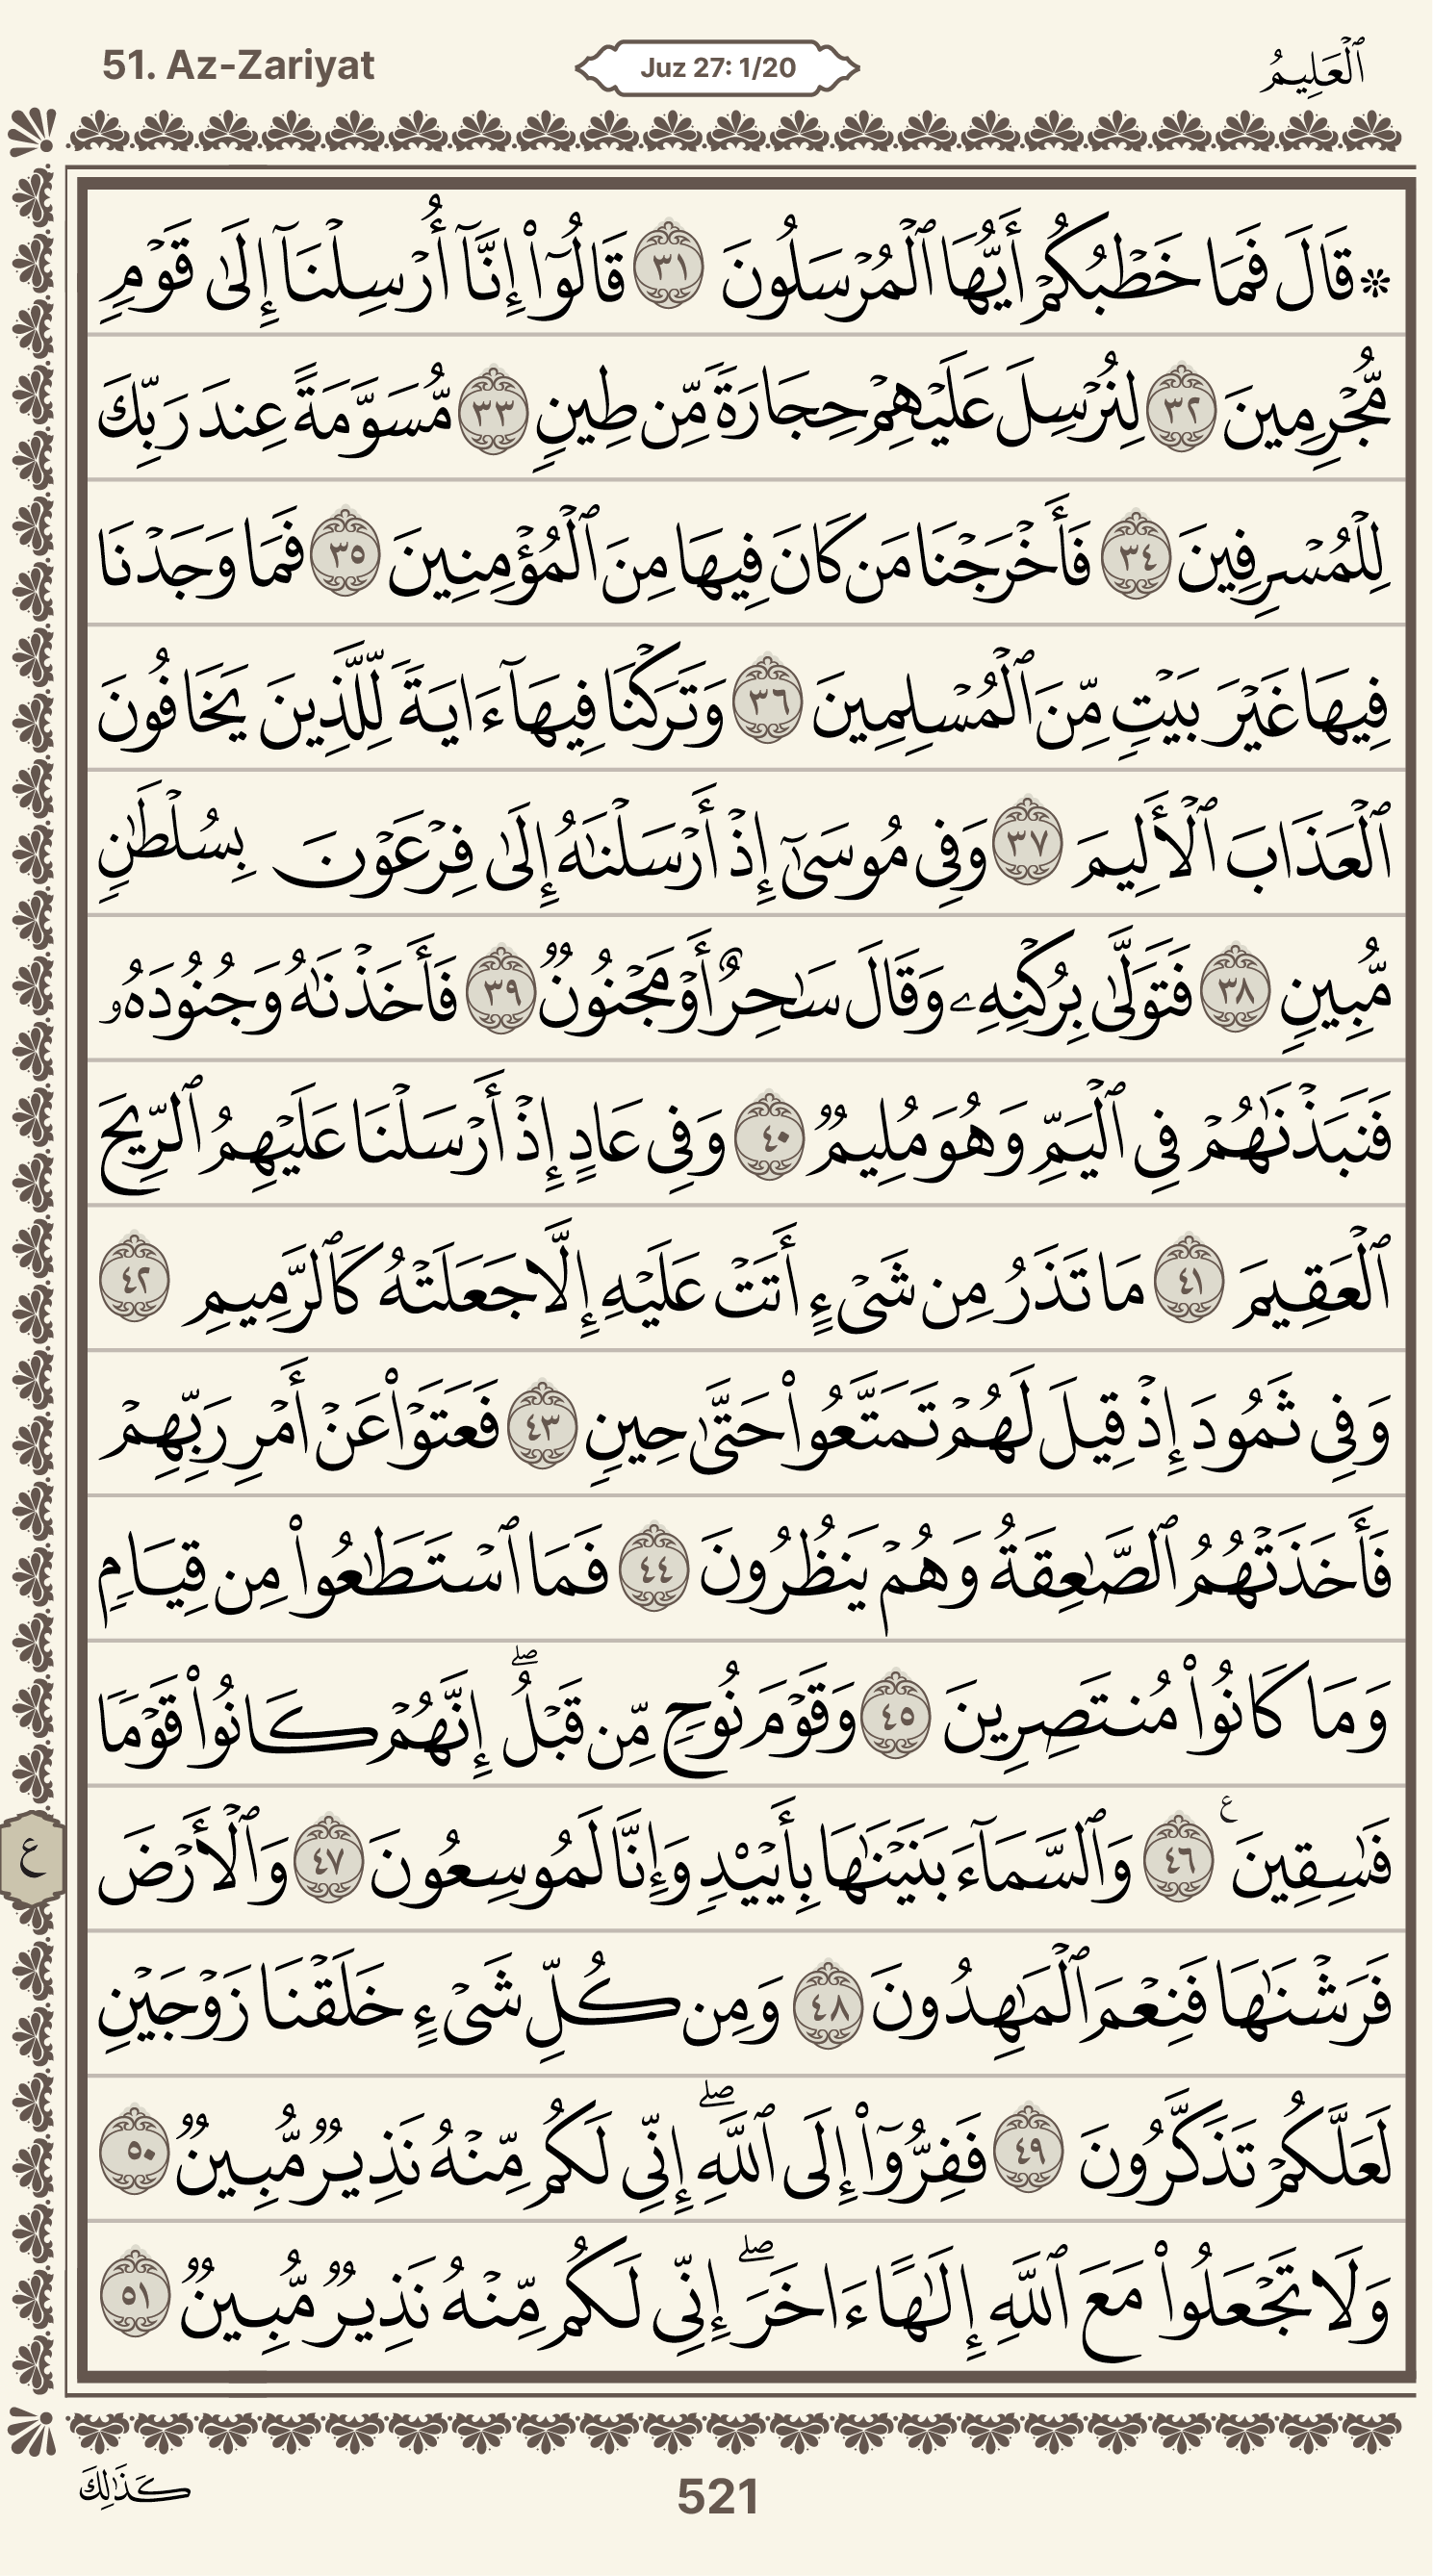 51. Az-Zariyat
Juz 27: 1/20
ٱلۡعَلِيمُ
۞قَالَ فَمَا خَطۡبُكُمۡ أَيُّهَا ٱلۡمُرۡسَلُونَ ٣١ قَالُوٓاْ إِنَّآ أُرۡسِلۡنَآ إِلَىٰ قَوۡمٖ
مُّجۡرِمِينَ ٣٢ لِنُرۡسِلَ عَلَيۡهِمۡ حِجَارَةٗ مِّن طِينٖ ٣٣ مُّسَوَّمَةً عِندَ رَبِّكَ
لِلۡمُسۡرِفِينَ ٣٤ فَأَخۡرَجۡنَا مَن كَانَ فِيهَا مِنَ ٱلۡمُؤۡمِنِينَ ٣٥ فَمَا وَجَدۡنَا
فِيهَا غَيۡرَ بَيۡتٖ مِّنَ ٱلۡمُسۡلِمِينَ ٣٦ وَتَرَكۡنَا فِيهَآ ءَايَةٗ لِّلَّذِينَ يَخَافُونَ
ٱلۡعَذَابَ ٱلۡأَلِيمَ ٣٧ وَفِي مُوسَىٰٓ إِذۡ أَرۡسَلۡنَٰهُ إِلَىٰ فِرۡعَوۡنَ بِسُلۡطَٰنٖ
مُّبِينٖ ٣٨ فَتَوَلَّىٰ بِرُكۡنِهِۦ وَقَالَ سَٰحِرٌ أَوۡ مَجۡنُونٞ ٣٩ فَأَخَذۡنَٰهُ وَجُنُودَهُۥ
فَنَبَذۡنَٰهُمۡ فِي ٱلۡيَمِّ وَهُوَ مُلِيمٞ ٤٠ وَفِي عَادٍ إِذۡ أَرۡسَلۡنَا عَلَيۡهِمُ ٱلرِّيحَ
ٱلۡعَقِيمَ ٤١ مَا تَذَرُ مِن شَيۡءٍ أَتَتۡ عَلَيۡهِ إِلَّا جَعَلَتۡهُ كَٱلرَّمِيمِ ٤٢
وَفِي ثَمُودَ إِذۡ قِيلَ لَهُمۡ تَمَتَّعُواْ حَتَّىٰ حِينٖ ٤٣ فَعَتَوۡاْ عَنۡ أَمۡرِ رَبِّهِمۡ
فَأَخَذَتۡهُمُ ٱلصَّٰعِقَةُ وَهُمۡ يَنظُرُونَ ٤٤ فَمَا ٱسۡتَطَٰعُواْ مِن قِيَامٖ
وَمَا كَانُواْ مُنتَصِرِينَ ٤٥ وَقَوۡمَ نُوحٖ مِّن قَبۡلُۖ إِنَّهُمۡ كَانُواْ قَوۡمٗا
فَٰسِقِينَ ع ٤٦ وَٱلسَّمَآءَ بَنَيۡنَٰهَا بِأَيۡيْدٖ وَإِنَّا لَمُوسِعُونَ ٤٧ وَٱلۡأَرۡضَ
ع
فَرَشۡنَٰهَا فَنِعۡمَ ٱلۡمَٰهِدُونَ ٤٨ وَمِن كُلِّ شَيۡءٍ خَلَقۡنَا زَوۡجَيۡنِ
لَعَلَّكُمۡ تَذَكَّرُونَ ٤٩ فَفِرُّوٓاْ إِلَى ٱللَّهِۖ إِنِّي لَكُم مِّنۡهُ نَذِيرٞ مُّبِينٞ ٥٠
وَلَا تَجۡعَلُواْ مَعَ ٱللَّهِ إِلَٰهًا ءَاخَرَۖ إِنِّي لَكُم مِّنۡهُ نَذِيرٞ مُّبِينٞ ٥١
كَذَٰلِكَ
521